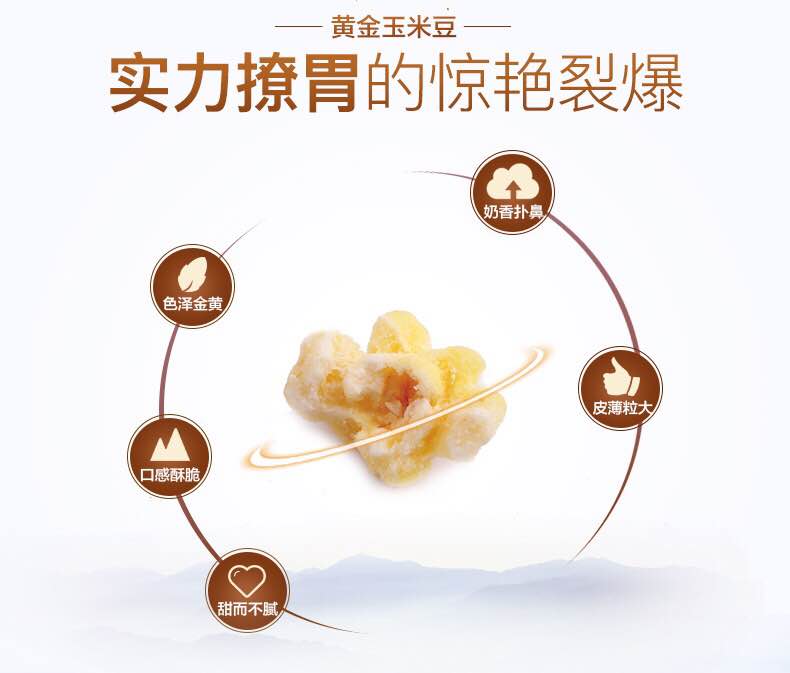 黄金玉米豆
实力撩胃的惊艳裂爆
奶香扑鼻
色泽金黄
皮薄粒大
口感酥脆
甜而不腻